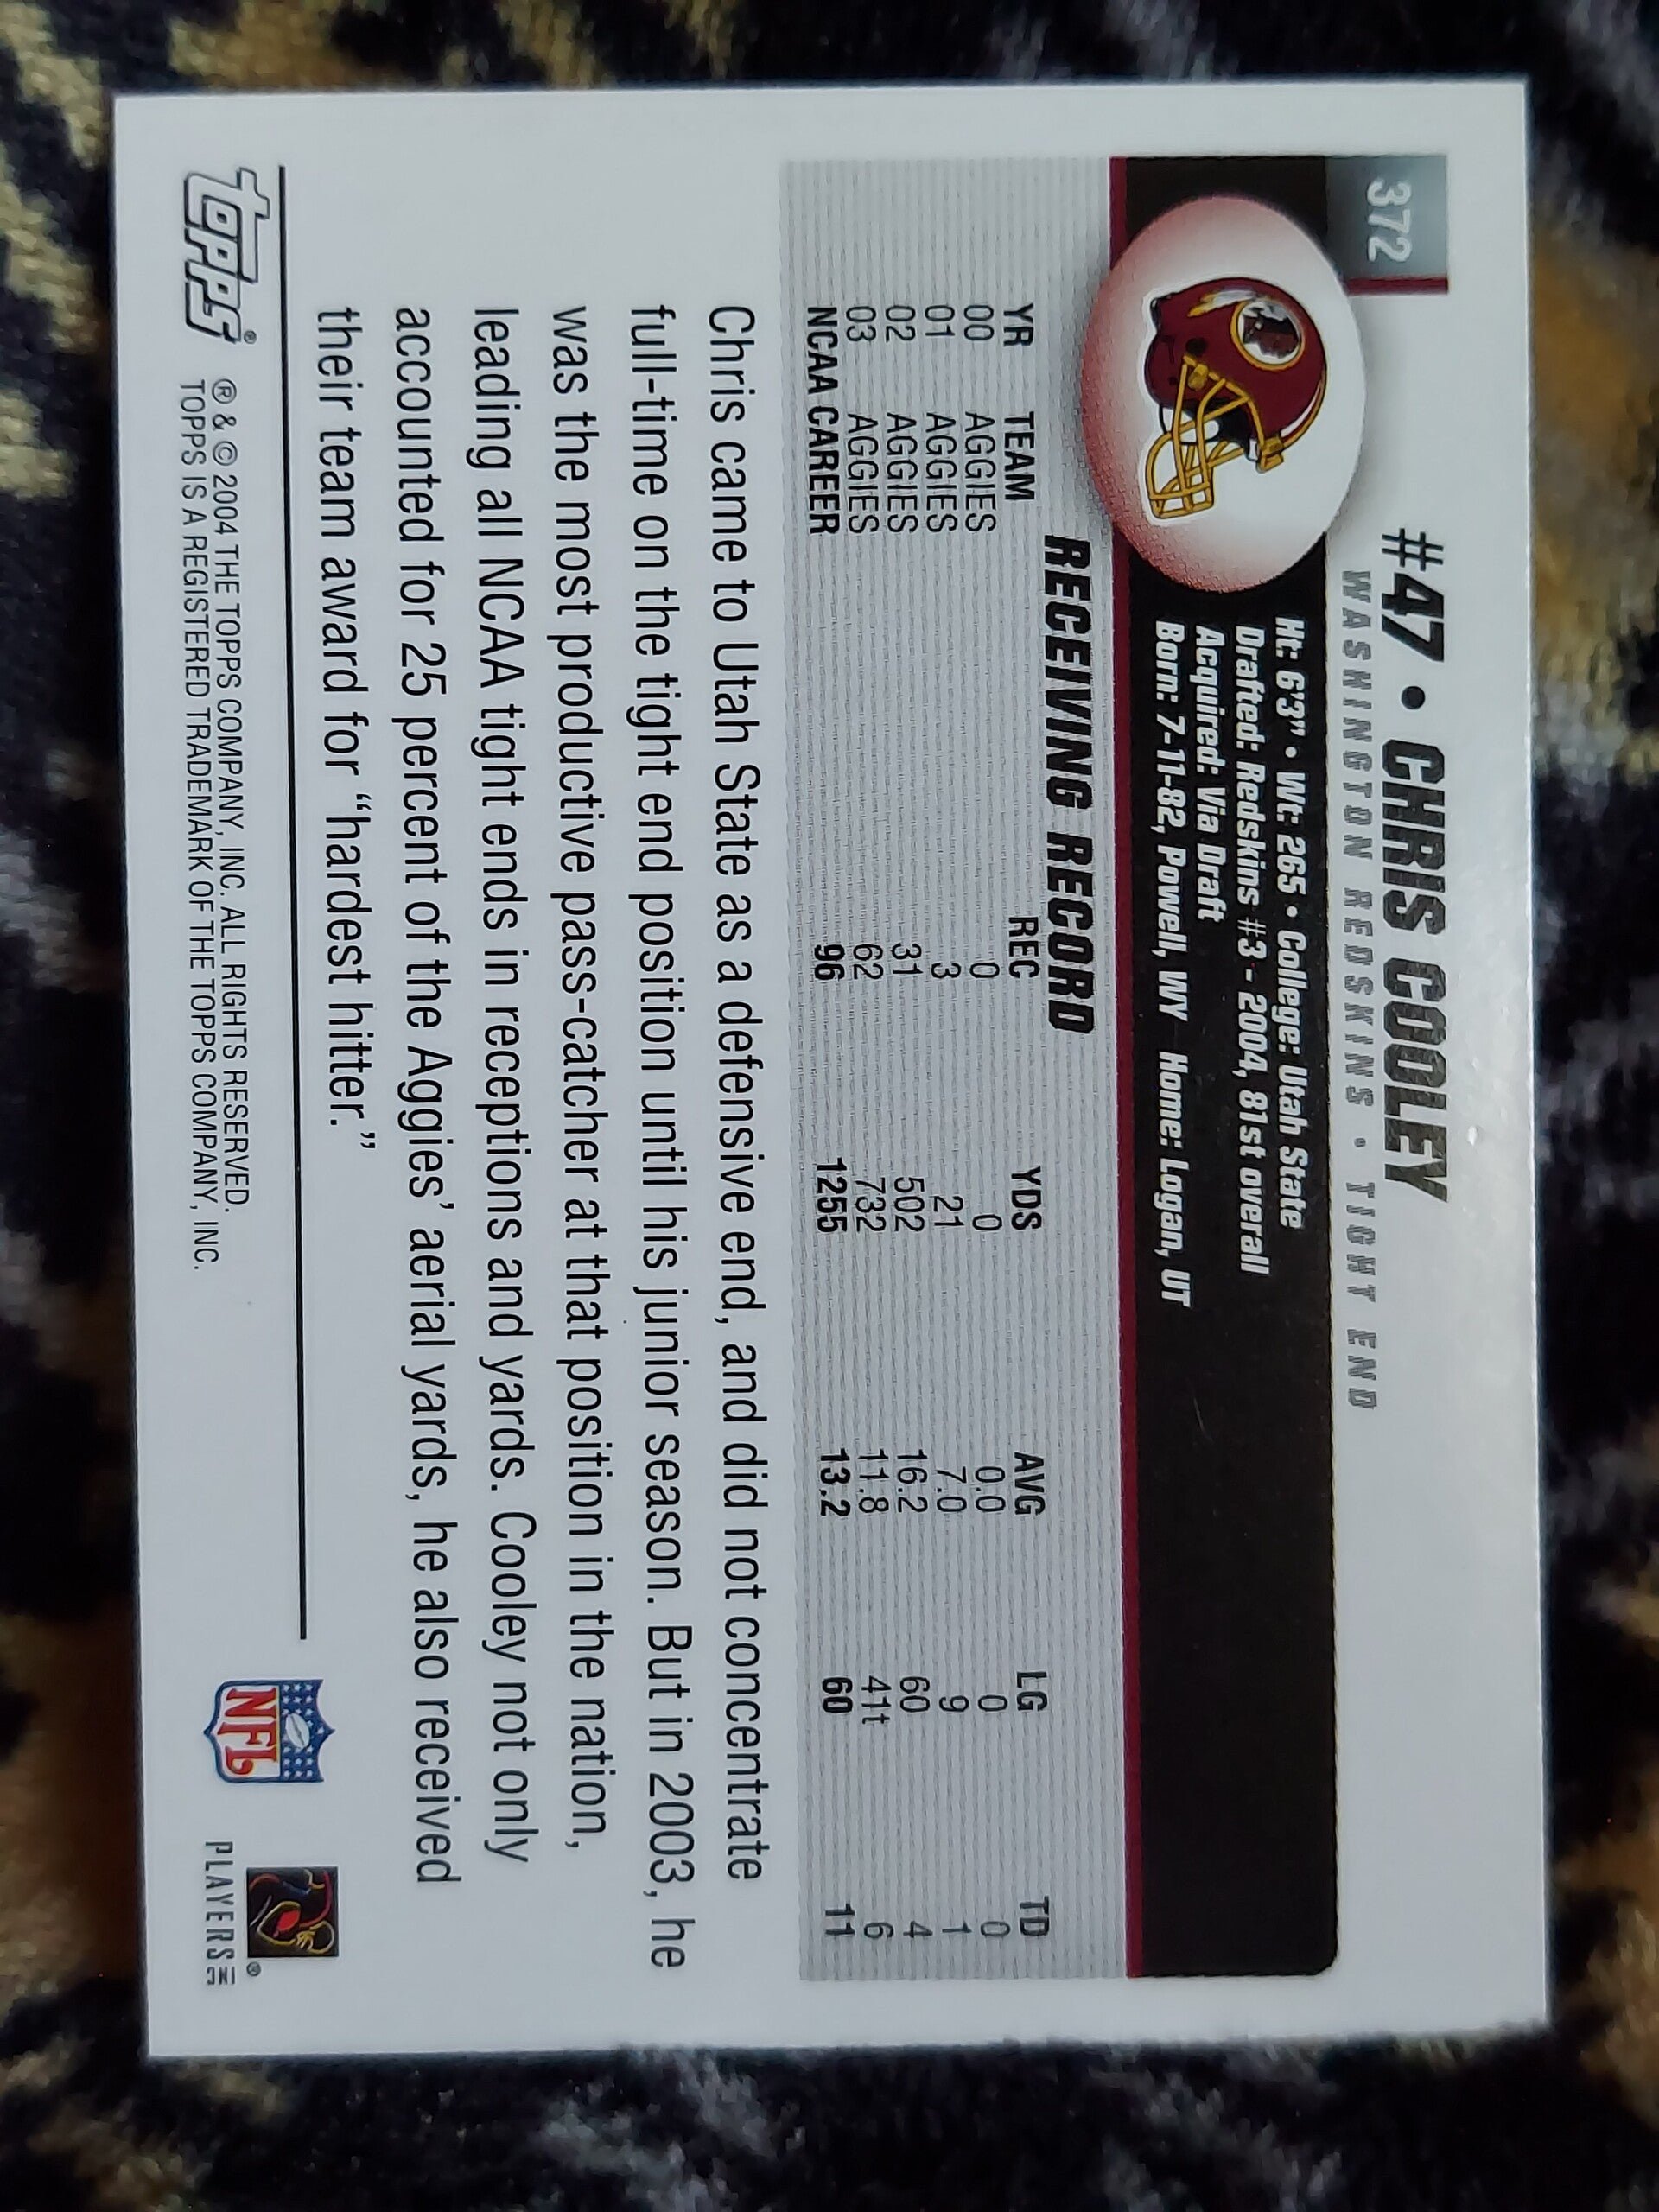 372
#47 • CHRIS COOLEY
WASHINGTON REDSKINS • TIGHT END
Ht: 6'3" • Wt: 265 • College: Utah State
Drafted: Redskins #3 - 2004, 81st overall
Acquired: Via Draft
Born: 7-11-82, Powell, WY Home: Logan, UT
RECEIVING RECORD
YR TEAM REC YDS AVG LG TD
00 AGGIES 0 0 0.0 0 0
01 AGGIES 3 21 7.0 9 1
02 AGGIES 31 502 16.2 60 4
03 AGGIES 62 732 11.8 41t 6
NCAA CAREER 96 1255 13.2 60 11
Chris came to Utah State as a defensive end, and did not concentrate
full-time on the tight end position until his junior season. But in 2003, he
was the most productive pass-catcher at that position in the nation,
leading all NCAA tight ends in receptions and yards. Cooley not only
accounted for 25 percent of the Aggies' aerial yards, he also received
their team award for "hardest hitter."
topps®
® & © 2004 THE TOPPS COMPANY, INC. ALL RIGHTS RESERVED.
TOPPS IS A REGISTERED TRADEMARK OF THE TOPPS COMPANY, INC.
NFL
®
PLAYERS INC